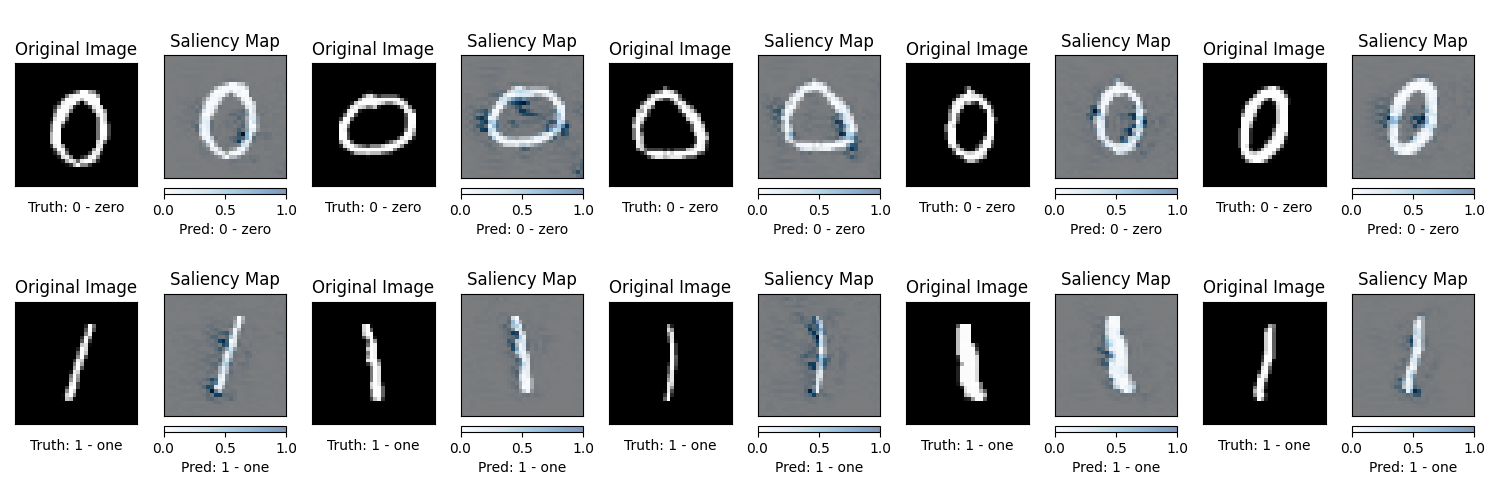 Original Image Saliency Map Original Image Saliency Map Original Image Saliency Map Original Image Saliency Map Original Image Saliency Map
Truth: 0 - zero 0.0 0.5 1.0 Truth: 0 - zero 0.0 0.5 1.0 Truth: 0 - zero 0.0 0.5 1.0 Truth: 0 - zero 0.0 0.5 1.0 Truth: 0 - zero 0.0 0.5 1.0
Pred: 0 - zero Pred: 0 - zero Pred: 0 - zero Pred: 0 - zero Pred: 0 - zero
Original Image Saliency Map Original Image Saliency Map Original Image Saliency Map Original Image Saliency Map Original Image Saliency Map
Truth: 1 - one 0.0 0.5 1.0 Truth: 1 - one 0.0 0.5 1.0 Truth: 1 - one 0.0 0.5 1.0 Truth: 1 - one 0.0 0.5 1.0 Truth: 1 - one 0.0 0.5 1.0
Pred: 1 - one Pred: 1 - one Pred: 1 - one Pred: 1 - one Pred: 1 - one